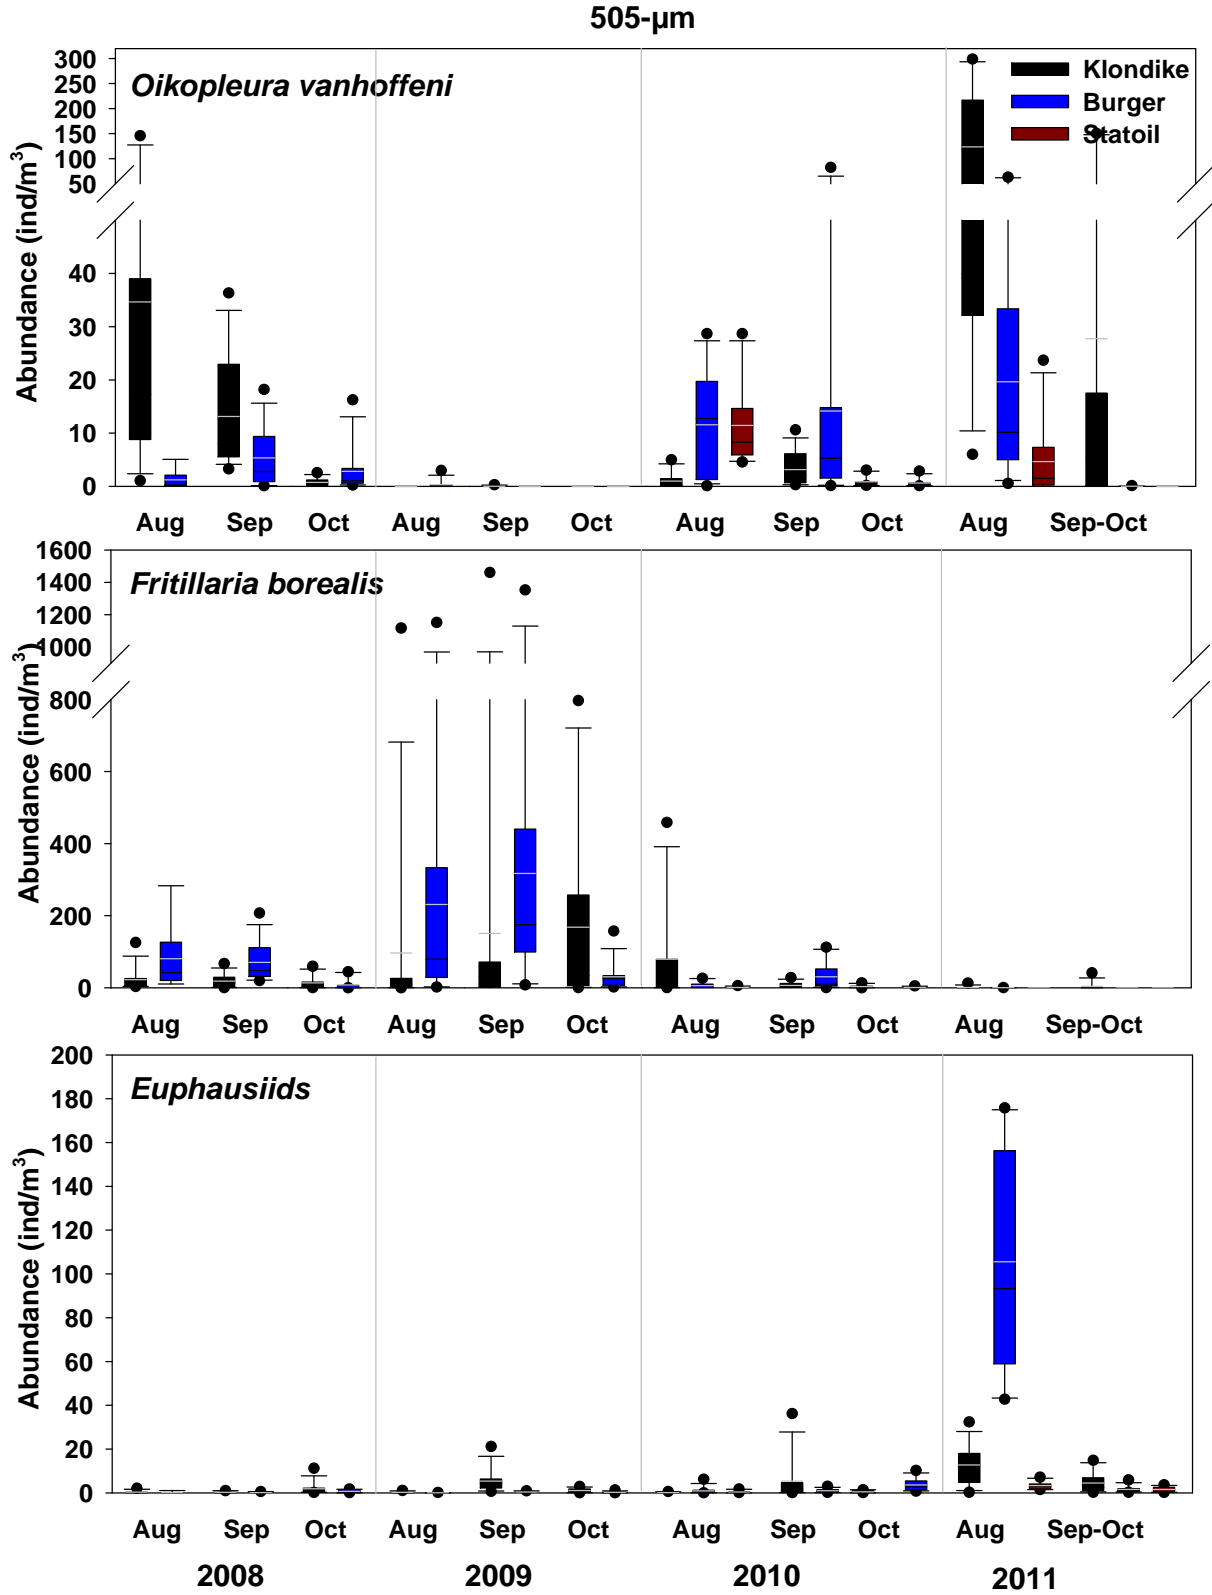 505-µm
Oikopleura vanhoffeni
Klondike
Burger
Statoil
Abundance (ind/m³)
300
250
200
150
100
50
40
30
20
10
0
Aug Sep Oct Aug Sep Oct Aug Sep Oct Aug Sep-Oct
Fritillaria borealis
Abundance (ind/m³)
1600
1400
1200
1000
800
600
400
200
0
Aug Sep Oct Aug Sep Oct Aug Sep Oct Aug Sep-Oct
Euphausiids
Abundance (ind/m³)
200
180
160
140
120
100
80
60
40
20
0
Aug Sep Oct Aug Sep Oct Aug Sep Oct Aug Sep-Oct
2008 2009 2010 2011